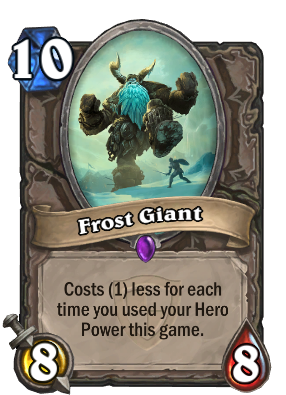 10
Frost Giant
Costs (1) less for each
time you used your Hero
Power this game.
8
8